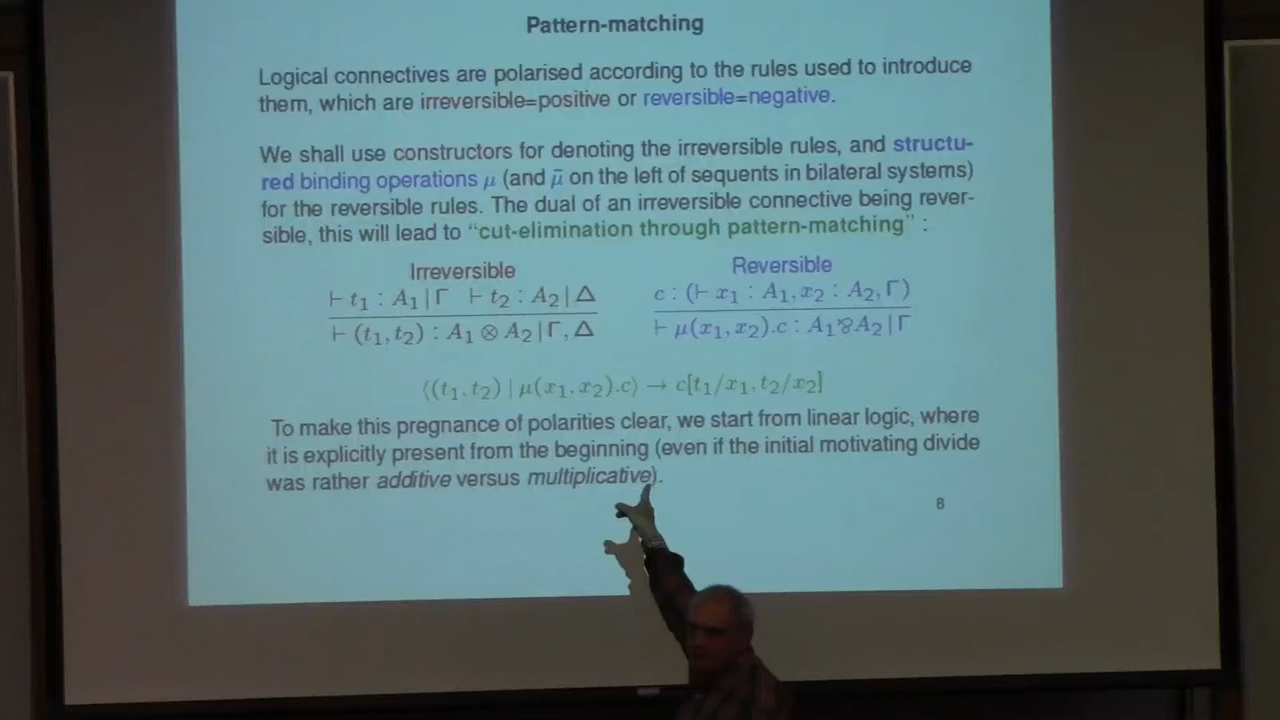 Pattern-matching
Logical connectives are polarised according to the rules used to introduce
them, which are irreversible=positive or reversible=negative.
We shall use constructors for denoting the irreversible rules, and structu-
red binding operations μ (and μ̃ on the left of sequents in bilateral systems)
for the reversible rules. The dual of an irreversible connective being rever-
sible, this will lead to “cut-elimination through pattern-matching” :
Irreversible
⊢ t₁ : A₁ | Γ ⊢ t₂ : A₂ | Δ
⊢ (t₁, t₂) : A₁ ⊗ A₂ | Γ, Δ
Reversible
c : (⊢ x₁ : A₁, x₂ : A₂, Γ)
⊢ μ(x₁, x₂).c : A₁⅋A₂ | Γ
⟨(t₁, t₂) | μ(x₁, x₂).c⟩ → c[t₁/x₁, t₂/x₂]
To make this pregnance of polarities clear, we start from linear logic, where
it is explicitly present from the beginning (even if the initial motivating divide
was rather additive versus multiplicative).
8